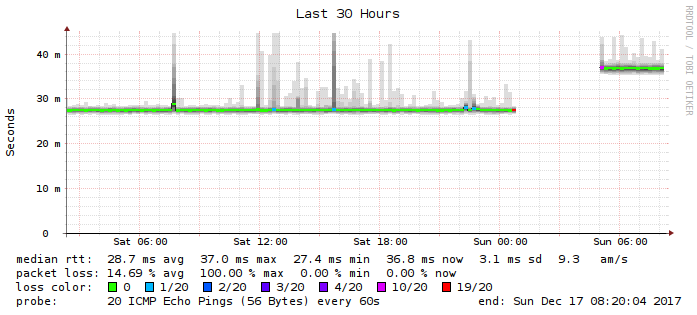 Last 30 Hours
RRDTOOL / TOBI OETIKER
Seconds
40 m
30 m
20 m
10 m
0
Sat 06:00 Sat 12:00 Sat 18:00 Sun 00:00 Sun 06:00
median rtt: 28.7 ms avg 37.0 ms max 27.4 ms min 36.8 ms now 3.1 ms sd 9.3 am/s
packet loss: 14.69 % avg 100.00 % max 0.00 % min 0.00 % now
loss color: 0 1/20 2/20 3/20 4/20 10/20 19/20
probe: 20 ICMP Echo Pings (56 Bytes) every 60s end: Sun Dec 17 08:20:04 2017